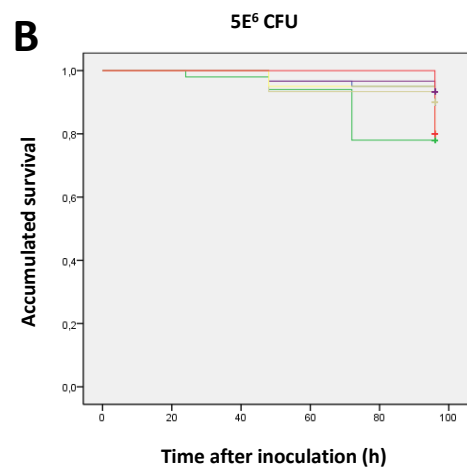 B
5E⁶ CFU
Accumulated survival
1,0
0,8
0,6
0,4
0,2
0,0
0 20 40 60 80 100
Time after inoculation (h)